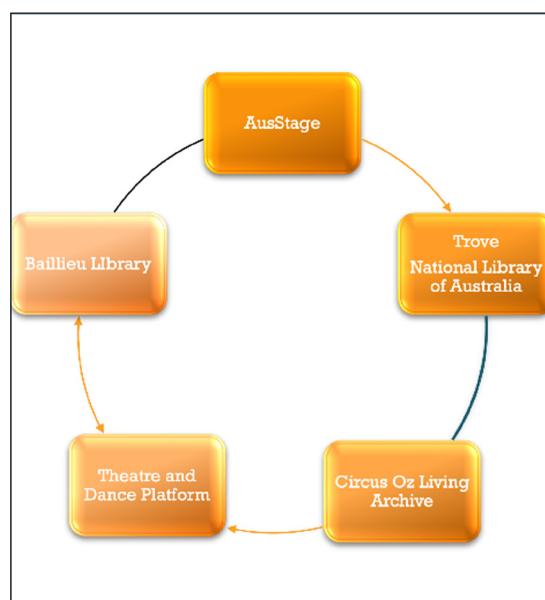 AusStage
Trove
National Library
of Australia
Baillieu LIbrary
Theatre and
Dance Platform
Circus Oz Living
Archive